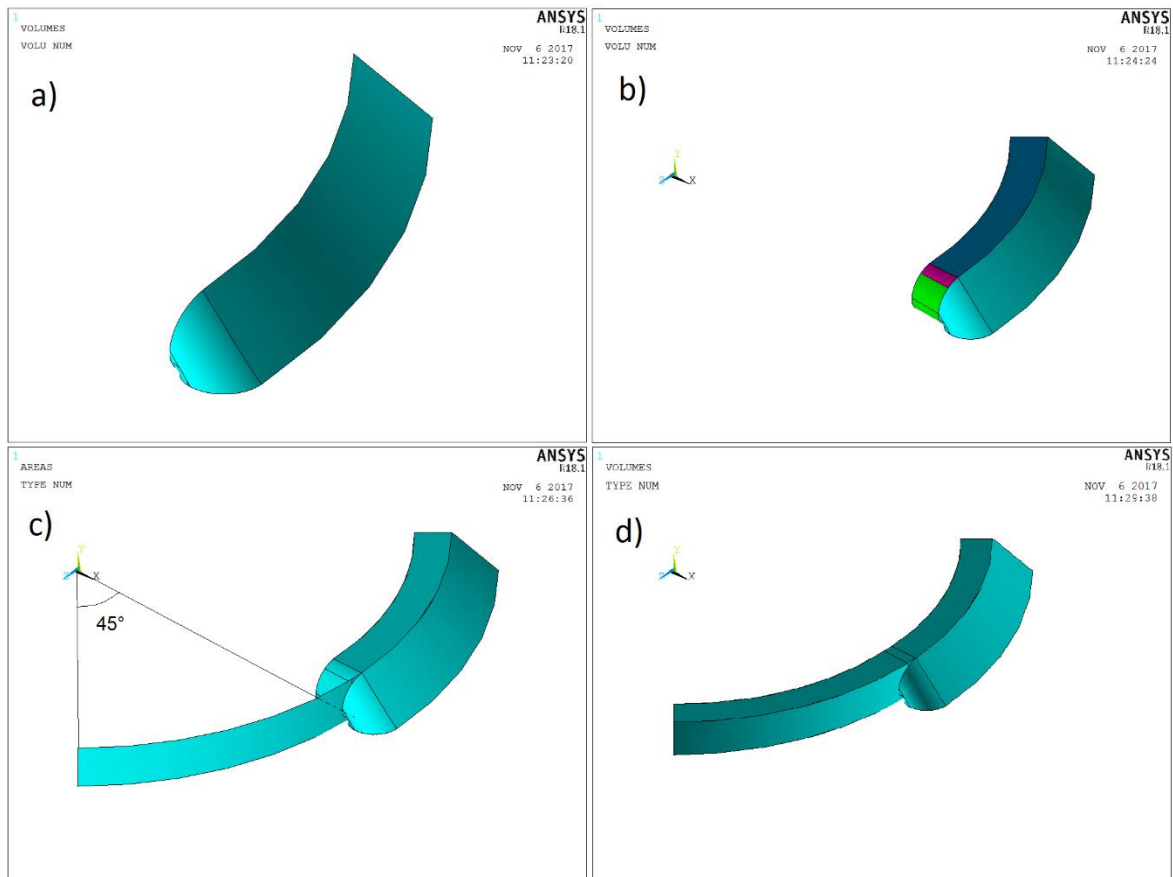 1
VOLUMES
VOLU NUM
ANSYS
R18.1
NOV 6 2017
11:23:20
a)
1
VOLUMES
VOLU NUM
ANSYS
R18.1
NOV 6 2017
11:24:24
b)
Y
Z X
1
AREAS
TYPE NUM
ANSYS
R18.1
NOV 6 2017
11:26:36
c)
Y
Z X
45°
1
VOLUMES
TYPE NUM
ANSYS
R18.1
NOV 6 2017
11:29:38
d)
Y
Z X